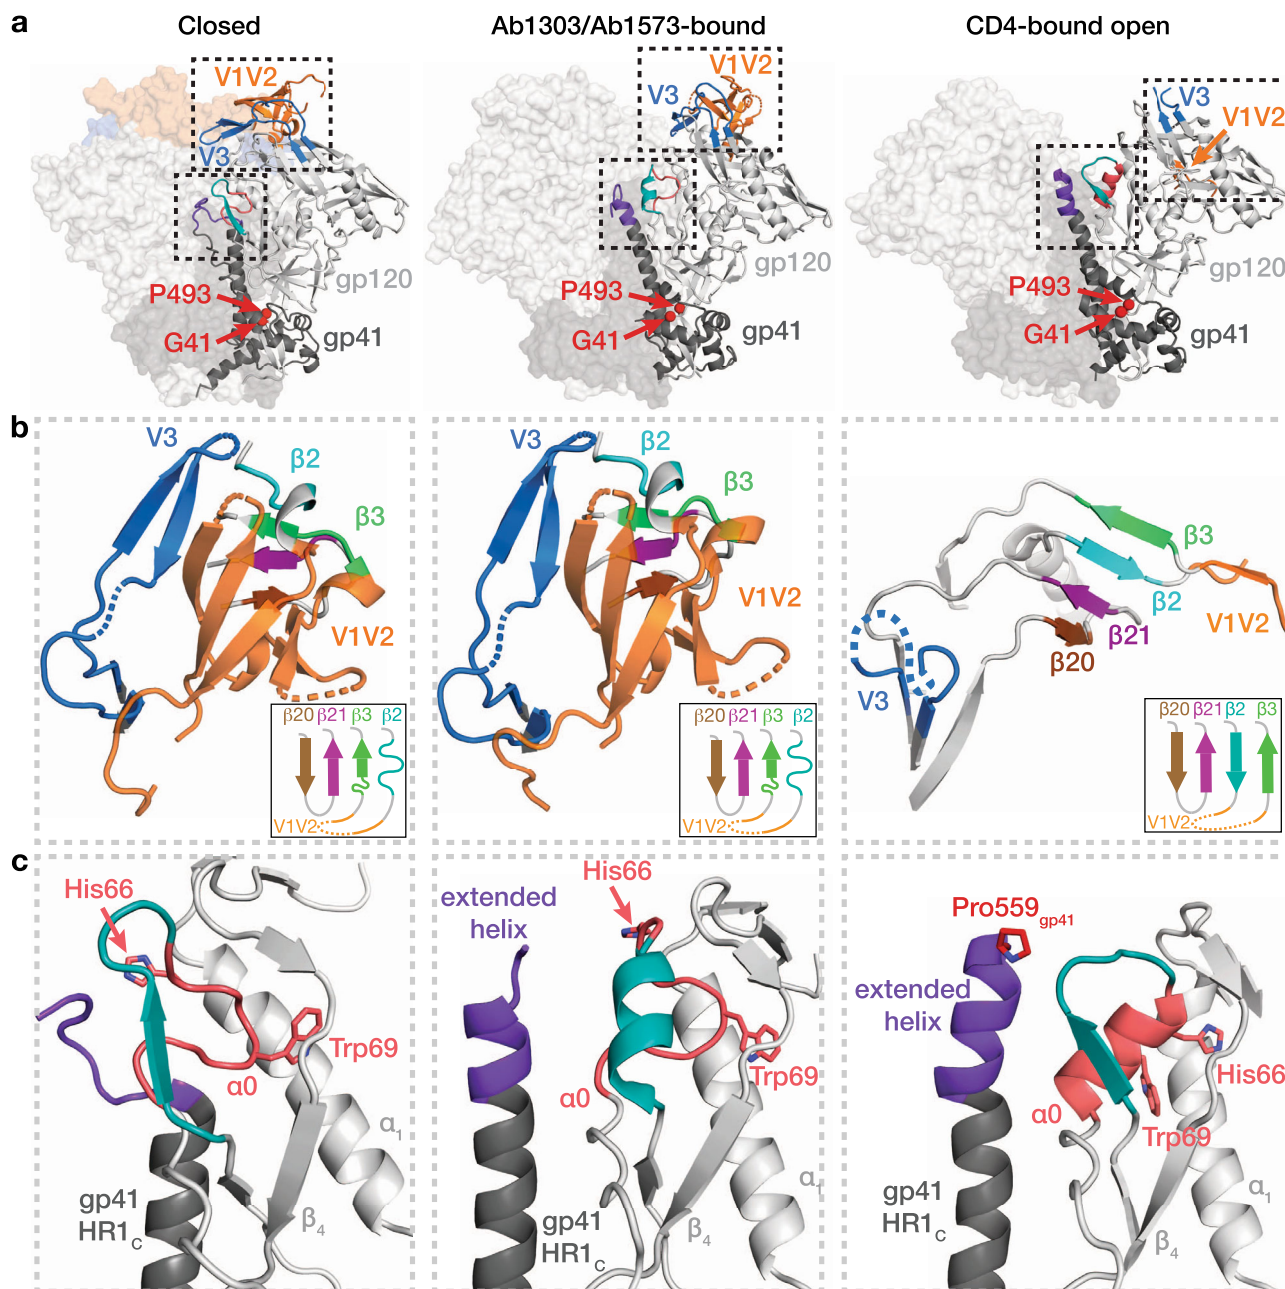 a
Closed
Ab1303/Ab1573-bound
CD4-bound open
V1V2
V3
gp120
P493
G41
gp41
V1V2
V3
gp120
P493
G41
gp41
V3
V1V2
gp120
P493
G41
gp41
b
V3
β2
β3
V1V2
β20 β21 β3 β2
V1V2
V3
β2
β3
V1V2
β20 β21 β3 β2
V1V2
β3
β2
V1V2
β21
β20
V3
β20 β21 β2 β3
V1V2
c
His66
Trp69
α0
α1
gp41
HR1C
β4
His66
extended
helix
Trp69
α0
α1
gp41
HR1C
β4
Pro559gp41
extended
helix
His66
α0
Trp69
α1
gp41
HR1C
β4